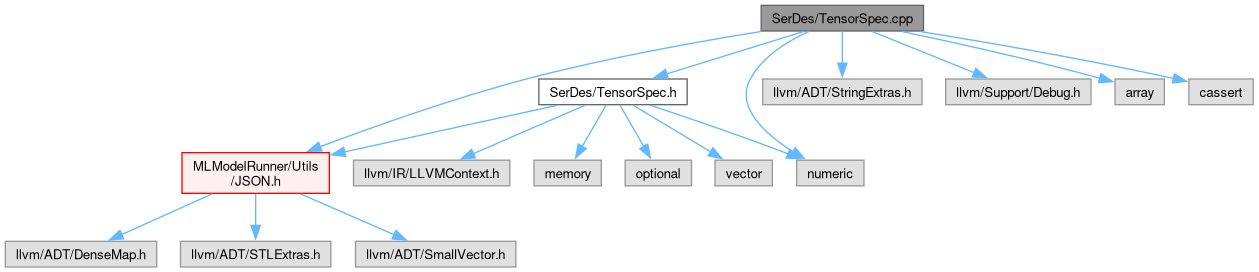 SerDes/TensorSpec.cpp
SerDes/TensorSpec.h
llvm/ADT/StringExtras.h
llvm/Support/Debug.h
array
cassert
MLModelRunner/Utils
/JSON.h
llvm/IR/LLVMContext.h
memory
optional
vector
numeric
llvm/ADT/DenseMap.h
llvm/ADT/STLExtras.h
llvm/ADT/SmallVector.h